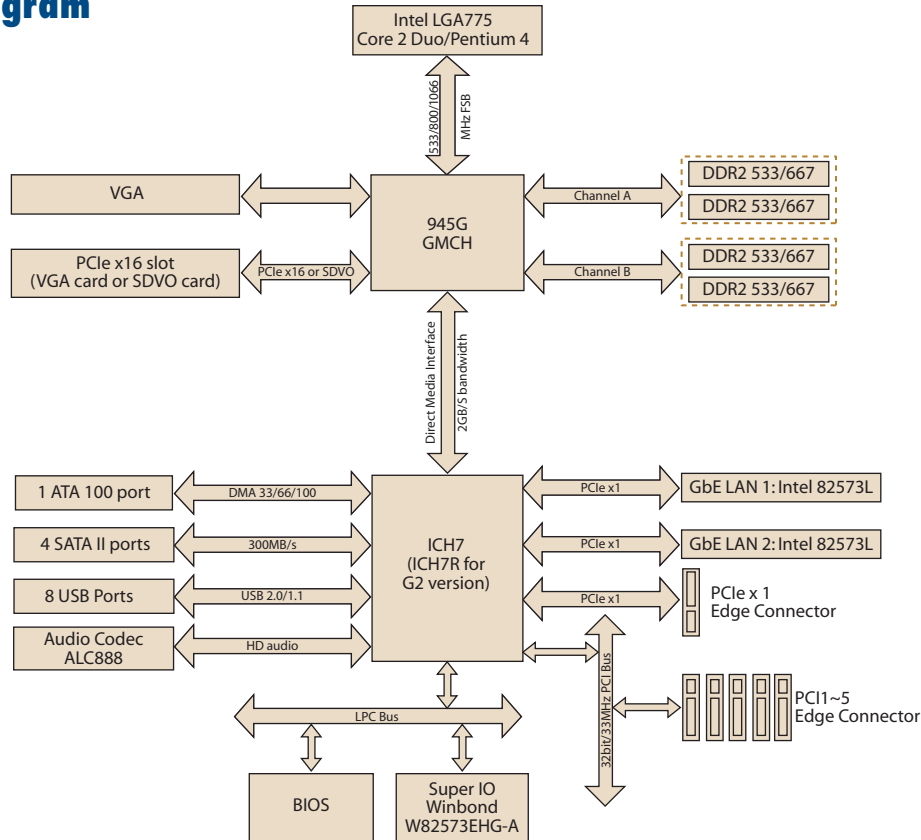 gram
Intel LGA775
Core 2 Duo/Pentium 4
533/800/1066
MHz FSB
VGA
PCIe x16 slot
(VGA card or SDVO card)
PCIe x16 or SDVO
945G
GMCH
Channel A
DDR2 533/667
DDR2 533/667
Channel B
DDR2 533/667
DDR2 533/667
Direct Media Interface
2GB/S bandwidth
1 ATA 100 port
DMA 33/66/100
4 SATA II ports
300MB/s
8 USB Ports
USB 2.0/1.1
Audio Codec
ALC888
HD audio
ICH7
(ICH7R for
G2 version)
PCIe x1
GbE LAN 1: Intel 82573L
PCIe x1
GbE LAN 2: Intel 82573L
PCIe x1
PCIe x 1
Edge Connector
32bit/33MHz PCI Bus
PCI1~5
Edge Connector
LPC Bus
BIOS
Super IO
Winbond
W82573EHG-A